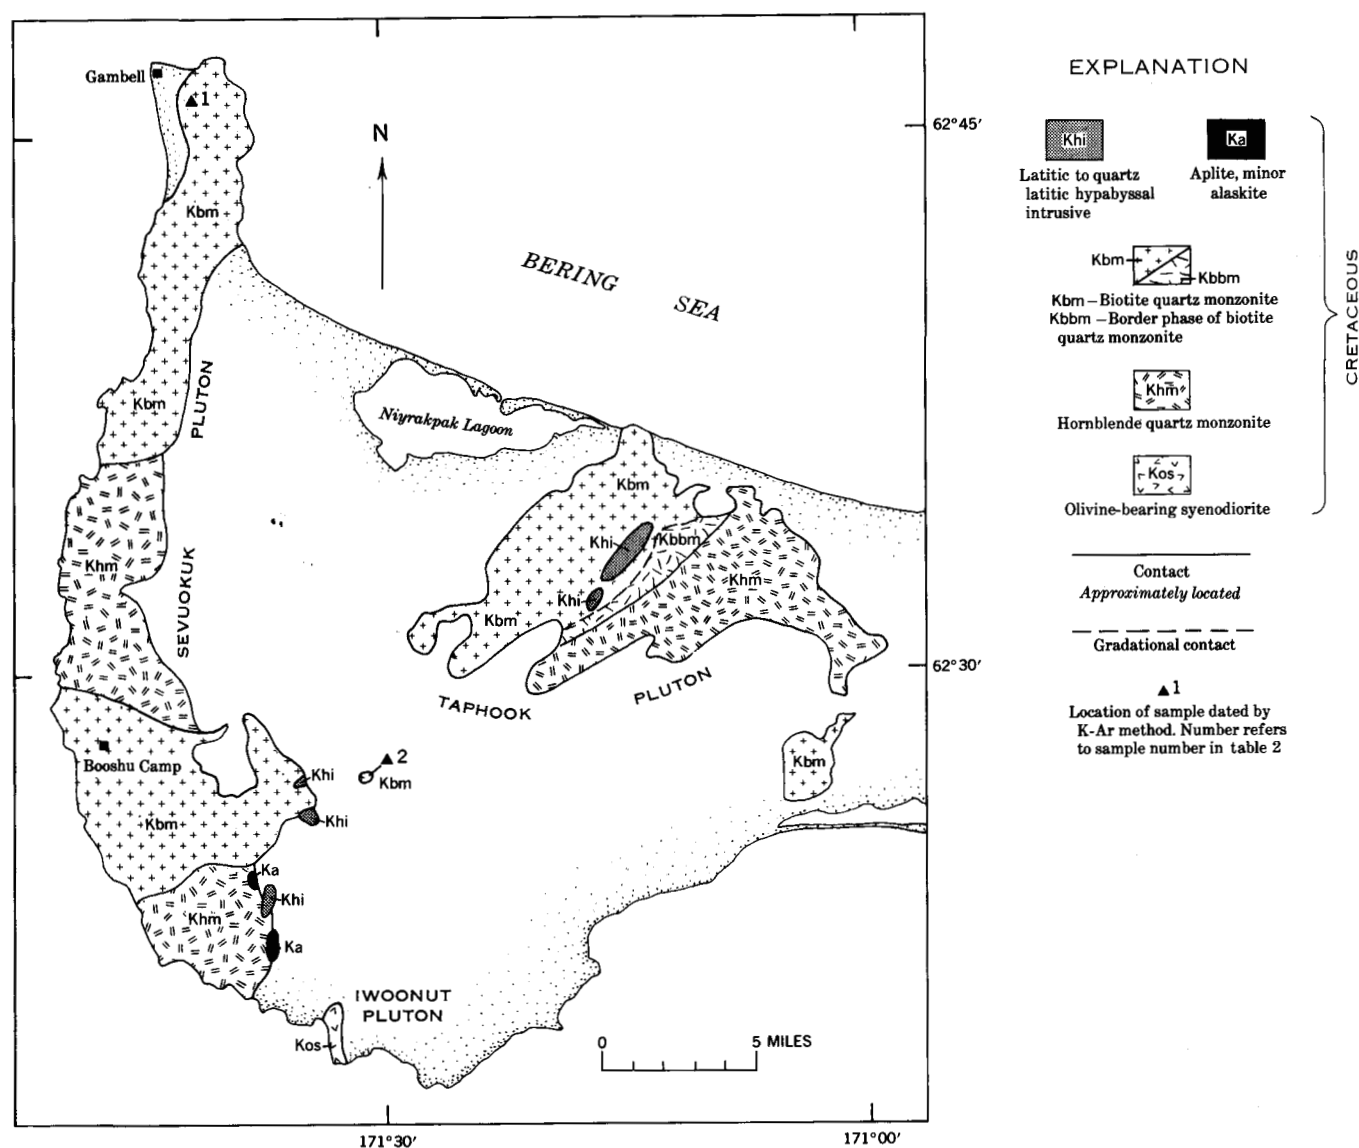 Gambell
1
N
62°45'
Kbm
BERING
SEA
PLUTON
Kbm
Niyrakpak Lagoon
Kbm
Khi
Kbbm
Khm
Khm
Khi
SEVUOKUK
Kbm
62°30'
TAPHOOK
PLUTON
Booshu Camp
2
Khi
Kbm
Kbm
Khi
Kbm
Ka
Khi
Khm
Ka
IWOONUT
PLUTON
Kos
0 5 MILES
171°30'
171°00'
EXPLANATION
Khi
Ka
Latitic to quartz
latitic hypabyssal
intrusive
Aplite, minor
alaskite
Kbm
Kbbm
Kbm—Biotite quartz monzonite
Kbbm—Border phase of biotite
quartz monzonite
Khm
Hornblende quartz monzonite
Kos
Olivine-bearing syenodiorite
CRETACEOUS
Contact
Approximately located
Gradational contact
1
Location of sample dated by
K-Ar method. Number refers
to sample number in table 2